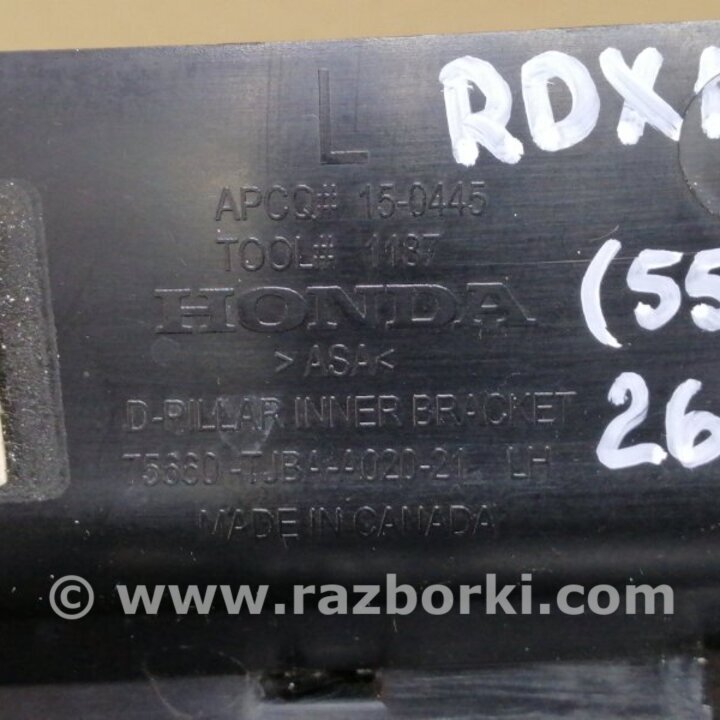 L
RDX
APCQ# 15-0445
TOOL# 1187
HONDA
(55
>ASA<
26
D-PILLAR INNER BRACKET
75660-TJBA-A020-21 LH
MADE IN CANADA
© www.razborki.com